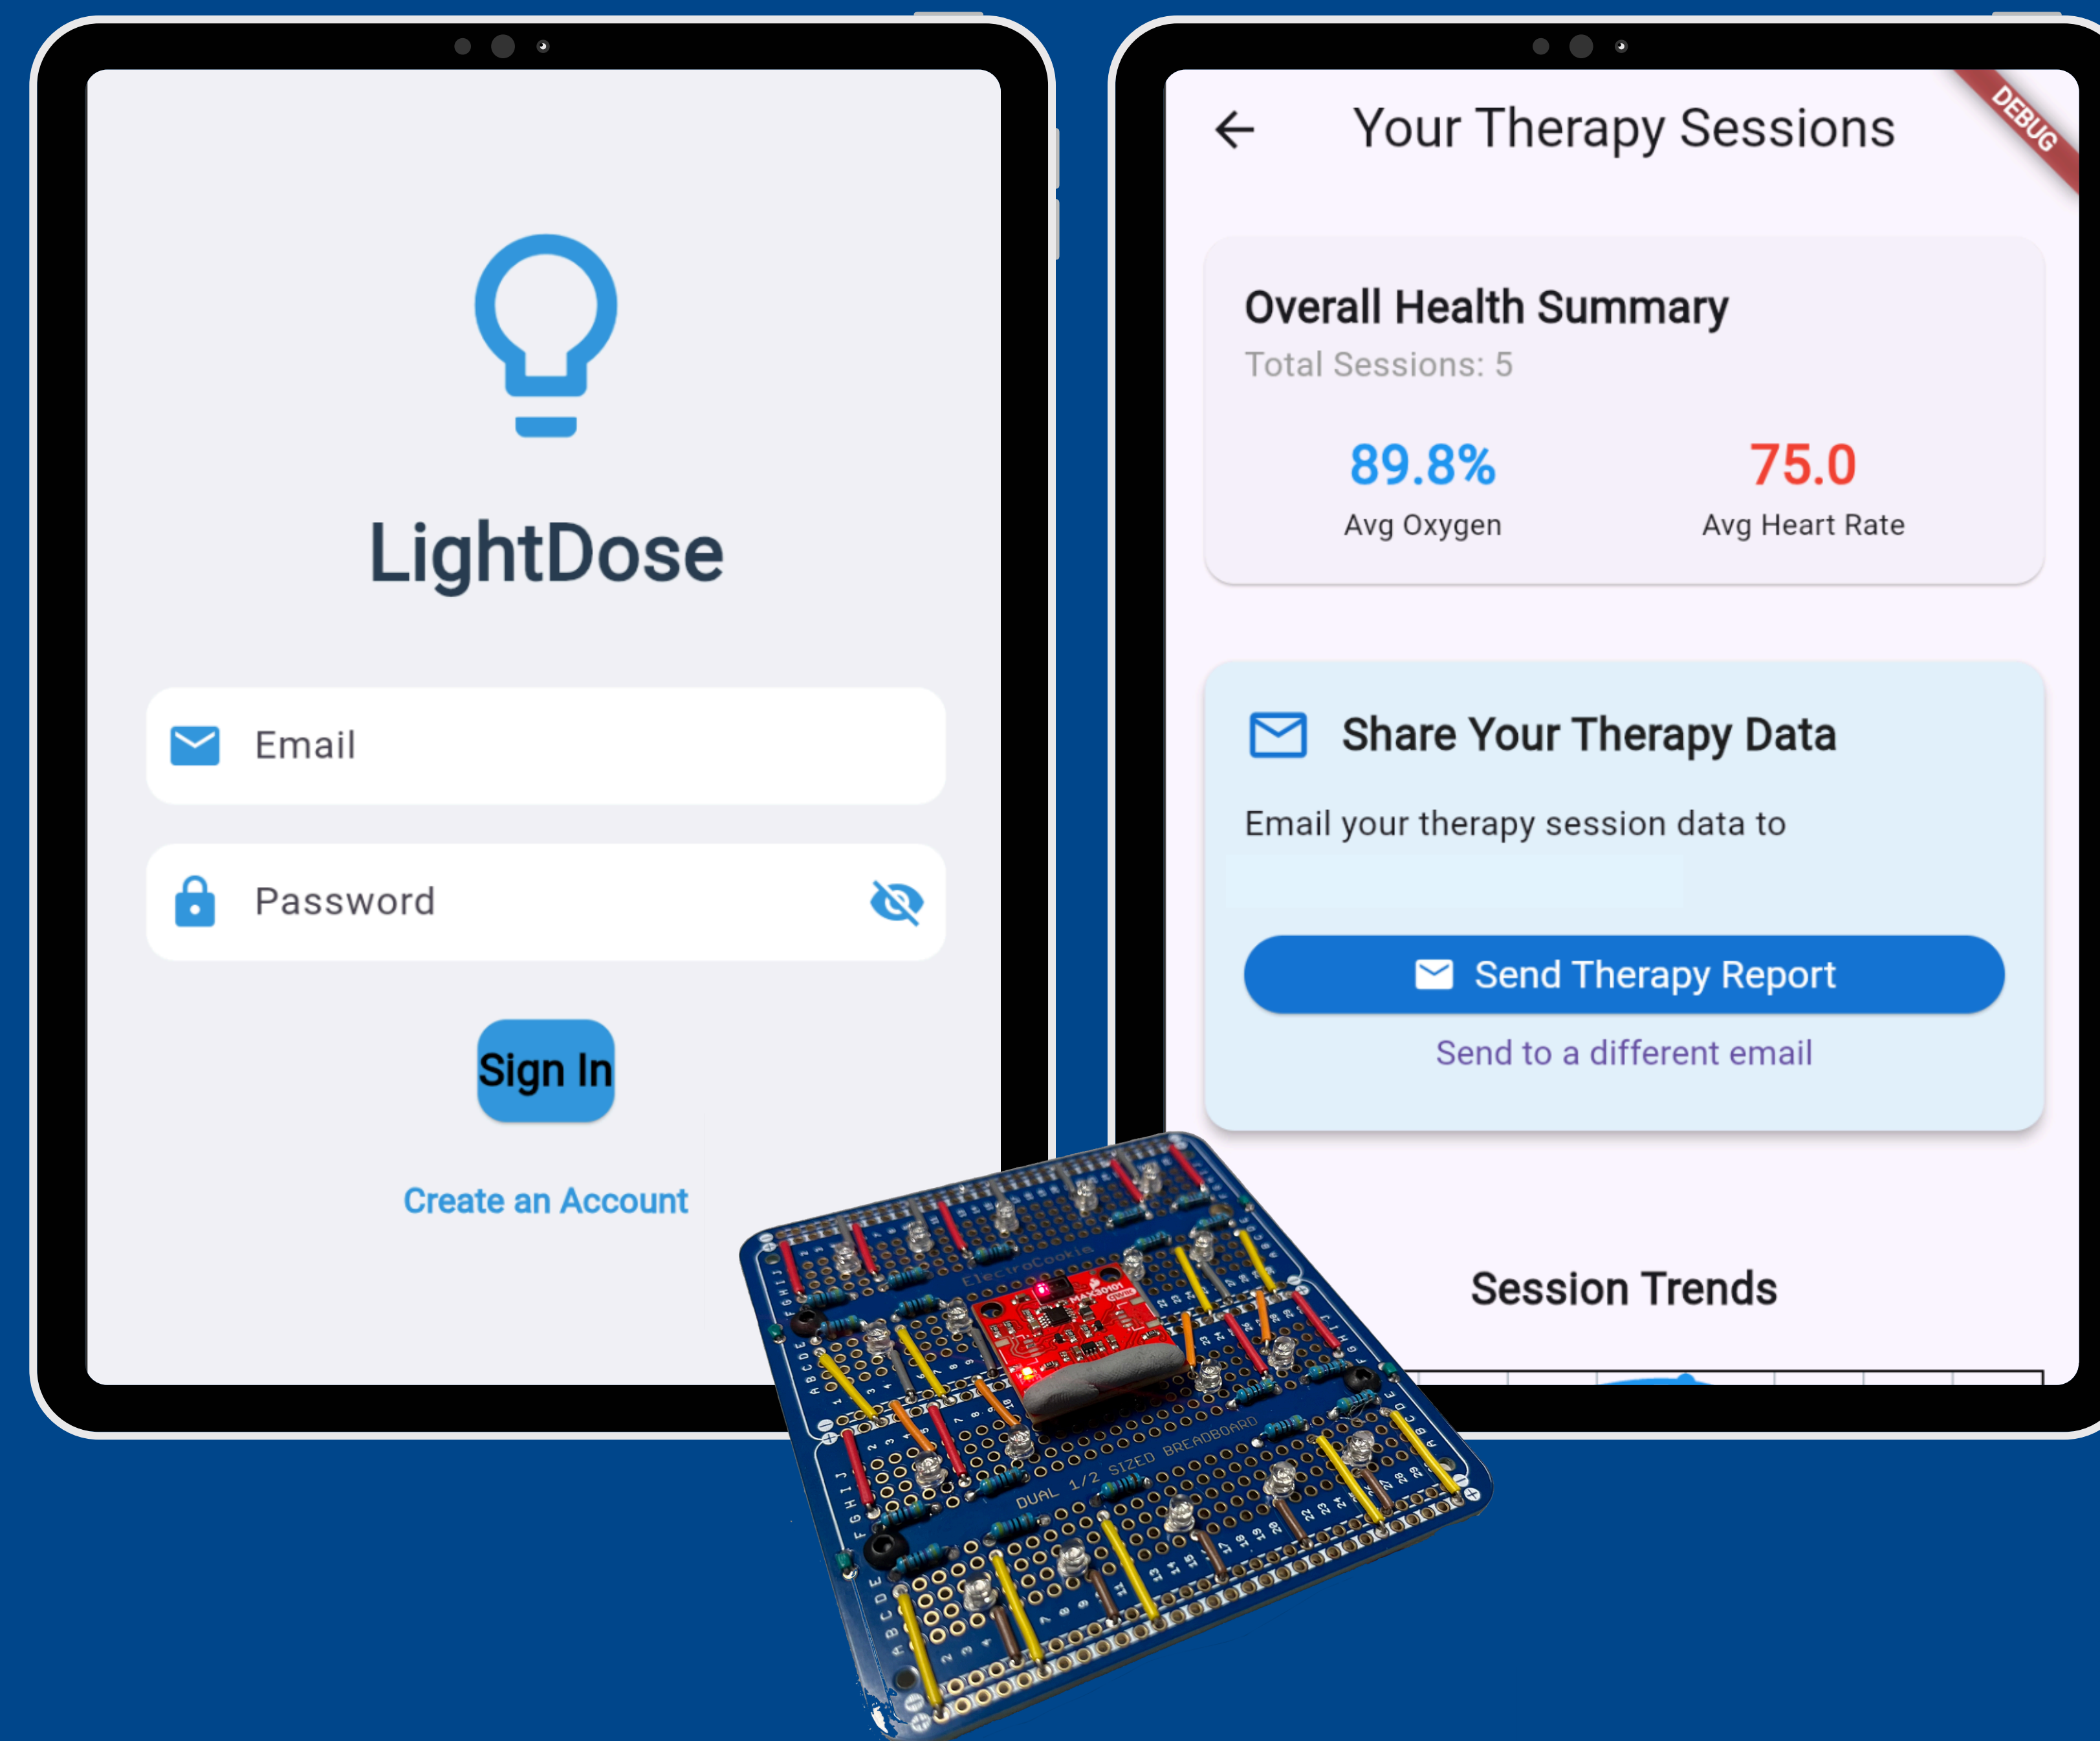 LightDose
Email
Password
Sign In
Create an Account
DEBUG
Your Therapy Sessions
Overall Health Summary
Total Sessions: 5
89.8%
75.0
Avg Oxygen
Avg Heart Rate
Share Your Therapy Data
Email your therapy session data to
Send Therapy Report
Send to a different email
Session Trends
ElectroCookie
MAX30101
DUAL 1/2 SIZED BREADBOARD